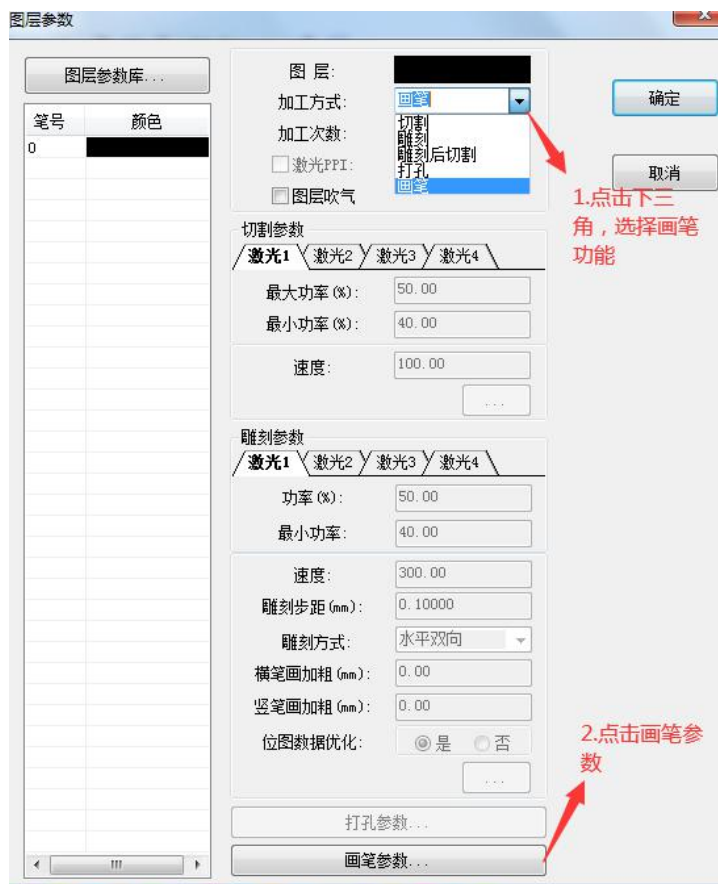 图层参数
图层参数库...
笔号 颜色
0
图 层:
加工方式: 画笔
切割
雕刻
雕刻后切割
打孔
画笔
加工次数:
激光PPI:
图层吹气
确定
取消
1.点击下三
角，选择画笔
功能
切割参数
激光1 激光2 激光3 激光4
最大功率(%): 50.00
最小功率(%): 40.00
速度: 100.00
...
雕刻参数
激光1 激光2 激光3 激光4
功率(%): 50.00
最小功率: 40.00
速度: 300.00
雕刻步距(mm): 0.10000
雕刻方式: 水平双向
横笔画加粗(mm): 0.00
竖笔画加粗(mm): 0.00
位图数据优化: 是 否
...
2.点击画笔参
数
打孔参数...
画笔参数...